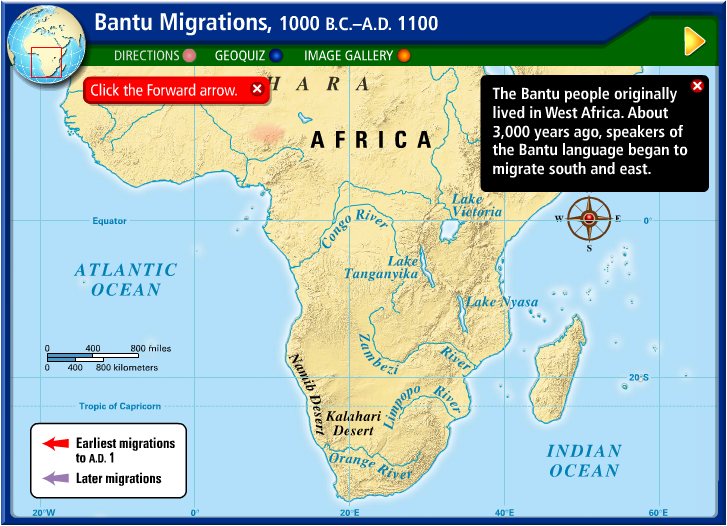 Bantu Migrations, 1000 B.C.–A.D. 1100
DIRECTIONS GEOQUIZ IMAGE GALLERY
Click the Forward arrow.
The Bantu people originally
lived in West Africa. About
3,000 years ago, speakers of
the Bantu language began to
migrate south and east.
H A R A
AFRICA
Lake
Victoria
Congo River
W E
S
Equator
0°
Lake
Tanganyika
ATLANTIC
OCEAN
Lake Nyasa
0 400 800 miles
0 400 800 kilometers
Zambezi River
Namib Desert
20°S
Limpopo River
Tropic of Capricorn
Kalahari
Desert
Earliest migrations
to A.D. 1
Later migrations
Orange River
INDIAN
OCEAN
20°W 0° 20°E 40°E 60°E